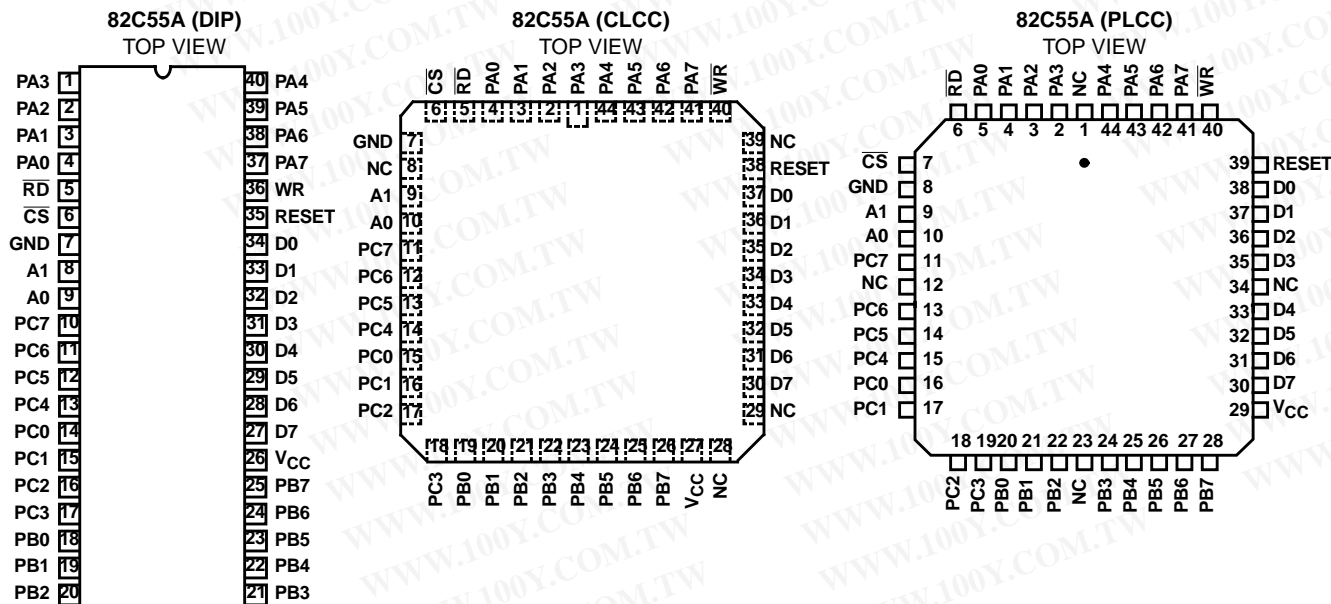 82C55A (DIP)
TOP VIEW
PA3 1 40 PA4
PA2 2 39 PA5
PA1 3 38 PA6
PA0 4 37 PA7
RD 5 36 WR
CS 6 35 RESET
GND 7 34 D0
A1 8 33 D1
A0 9 32 D2
PC7 10 31 D3
PC6 11 30 D4
PC5 12 29 D5
PC4 13 28 D6
PC0 14 27 D7
PC1 15 26 VCC
PC2 16 25 PB7
PC3 17 24 PB6
PB0 18 23 PB5
PB1 19 22 PB4
PB2 20 21 PB3
82C55A (CLCC)
TOP VIEW
CS RD PA0 PA1 PA2 PA3 PA4 PA5 PA6 PA7 WR
6 5 4 3 2 1 44 43 42 41 40
GND 7 39 NC
NC 8 38 RESET
A1 9 37 D0
A0 10 36 D1
PC7 11 35 D2
PC6 12 34 D3
PC5 13 33 D4
PC4 14 32 D5
PC0 15 31 D6
PC1 16 30 D7
PC2 17 29 NC
18 19 20 21 22 23 24 25 26 27 28
PC3 PB0 PB1 PB2 PB3 PB4 PB5 PB6 PB7 VCC NC
82C55A (PLCC)
TOP VIEW
RD PA0 PA1 PA2 PA3 NC PA4 PA5 PA6 PA7 WR
6 5 4 3 2 1 44 43 42 41 40
CS 7 39 RESET
GND 8 38 D0
A1 9 37 D1
A0 10 36 D2
PC7 11 35 D3
NC 12 34 NC
PC6 13 33 D4
PC5 14 32 D5
PC4 15 31 D6
PC0 16 30 D7
PC1 17 29 VCC
18 19 20 21 22 23 24 25 26 27 28
PC2 PC3 PB0 PB1 PB2 NC PB3 PB4 PB5 PB6 PB7
WWW.100Y.COM.TW